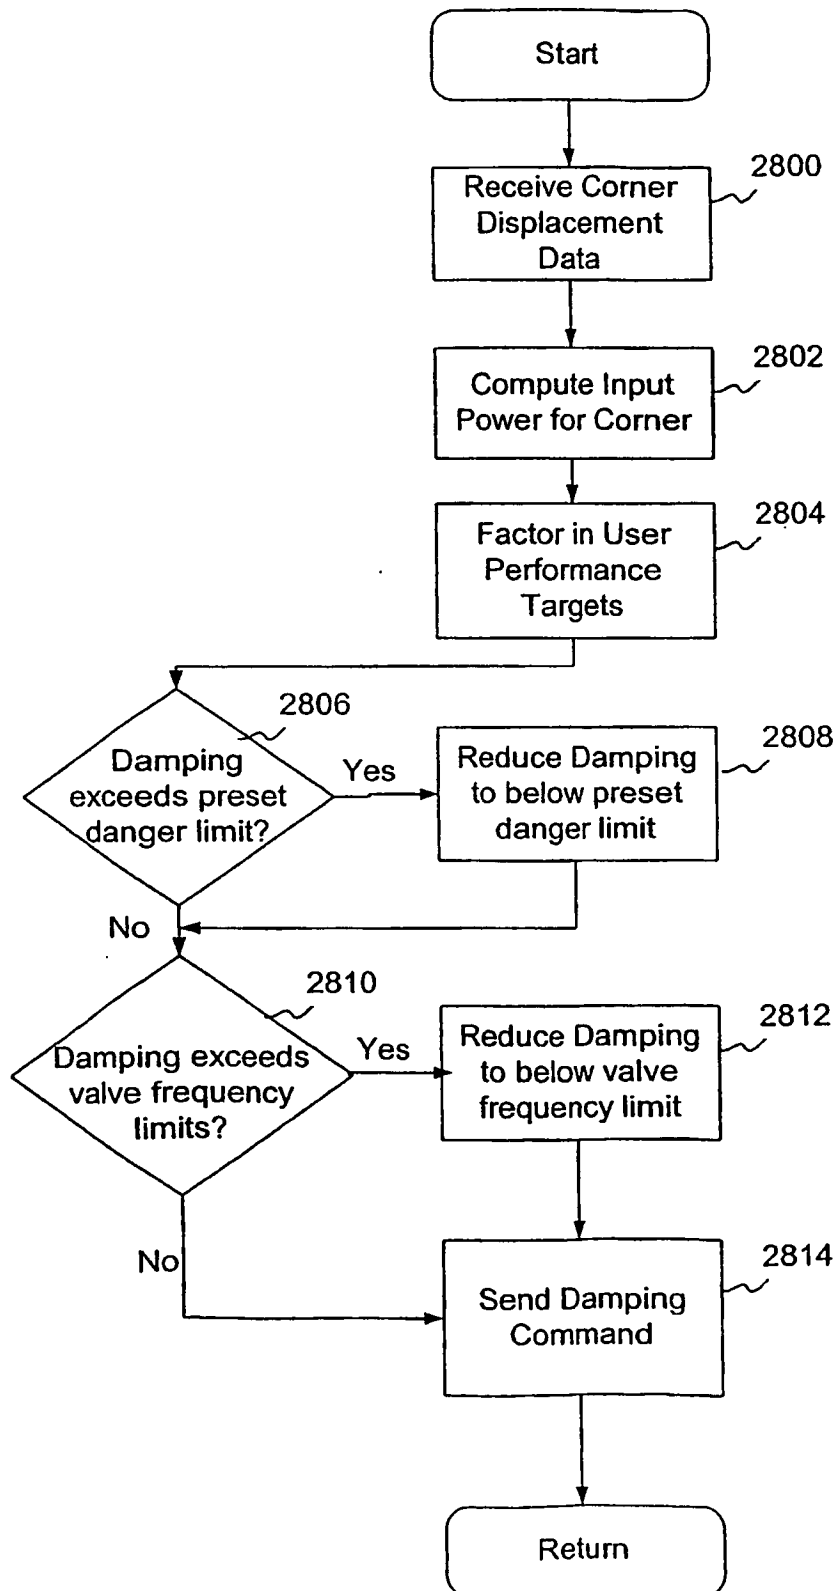 Start
2800
Receive Corner
Displacement
Data
2802
Compute Input
Power for Corner
2804
Factor in User
Performance
Targets
2806
Damping
exceeds preset
danger limit?
Yes
2808
Reduce Damping
to below preset
danger limit
No
2810
Damping exceeds
valve frequency
limits?
Yes
2812
Reduce Damping
to below valve
frequency limit
No
2814
Send Damping
Command
Return